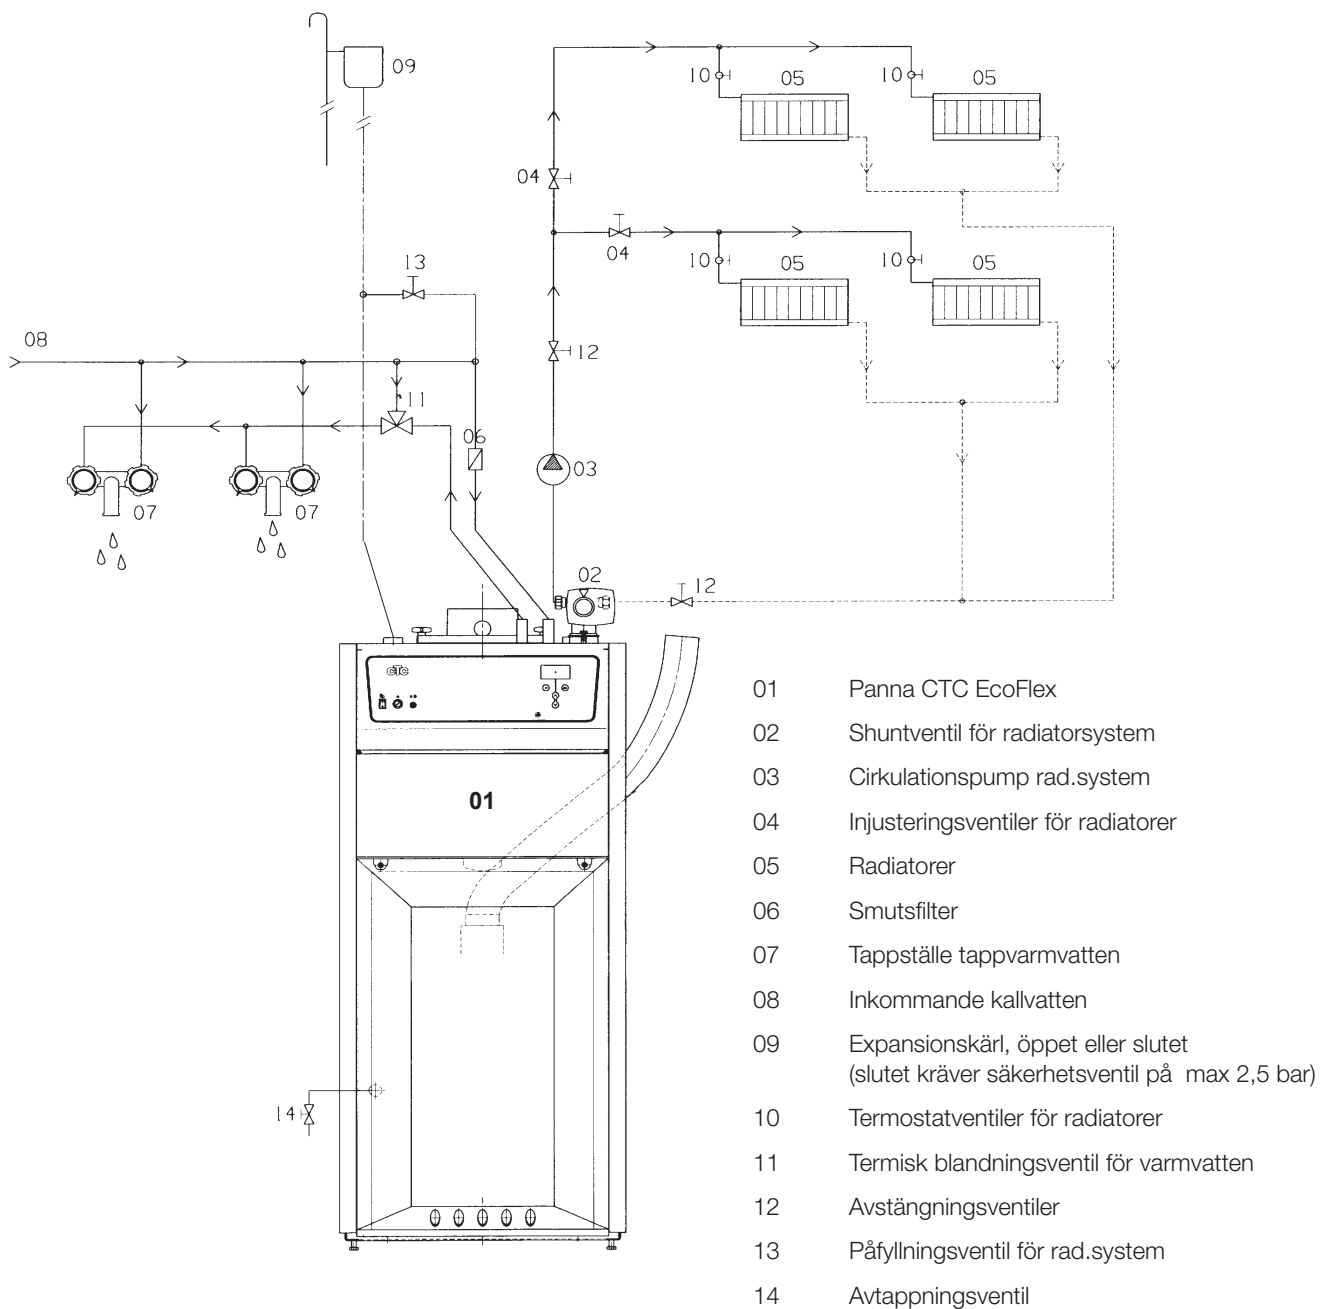 09
10
05
10
05
04
04
10
05
10
05
13
08
12
11
06
03
07
07
02
12
CTC
01
14
01 Panna CTC EcoFlex
02 Shuntventil för radiatorsystem
03 Cirkulationspump rad.system
04 Injusteringsventiler för radiatorer
05 Radiatorer
06 Smutsfilter
07 Tappställe tappvarmvatten
08 Inkommande kallvatten
09 Expansionskärl, öppet eller slutet
(slutet kräver säkerhetsventil på max 2,5 bar)
10 Termostatventiler för radiatorer
11 Termisk blandningsventil för varmvatten
12 Avstängningsventiler
13 Påfyllningsventil för rad.system
14 Avtappningsventil